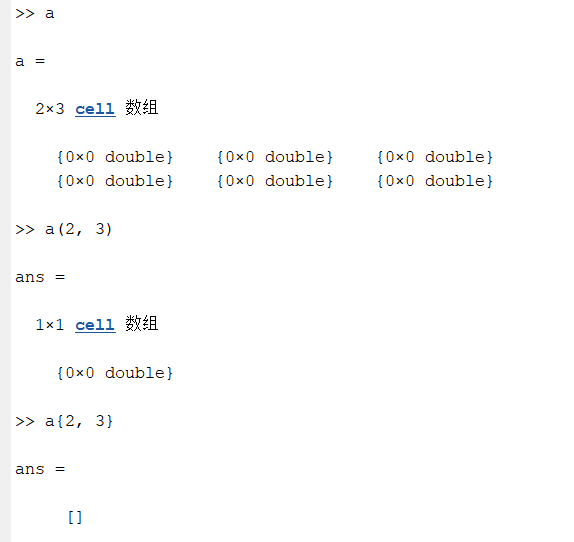 >> a
a =
2×3 cell 数组
{0×0 double}    {0×0 double}    {0×0 double}
{0×0 double}    {0×0 double}    {0×0 double}
>> a(2, 3)
ans =
1×1 cell 数组
{0×0 double}
>> a{2, 3}
ans =
[]